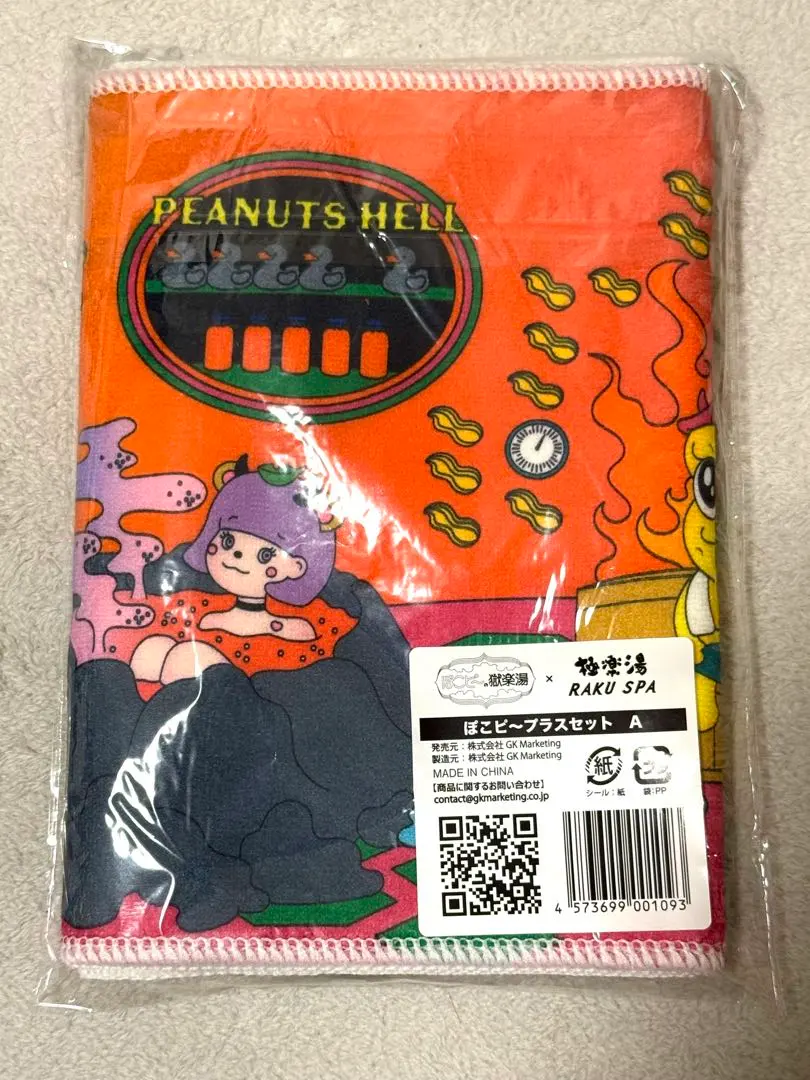 PEANUTS HELL
ぽこピ～の獄楽湯 × 極楽湯
RAKU SPA
ぽこピ～プラスセット A
発売元：株式会社 GK Marketing
製造元：株式会社 GK Marketing
MADE IN CHINA
【商品に関するお問い合わせ】
contact@gkmarketing.co.jp
紙
シール：紙
プラ
袋：PP
4 573699 001093